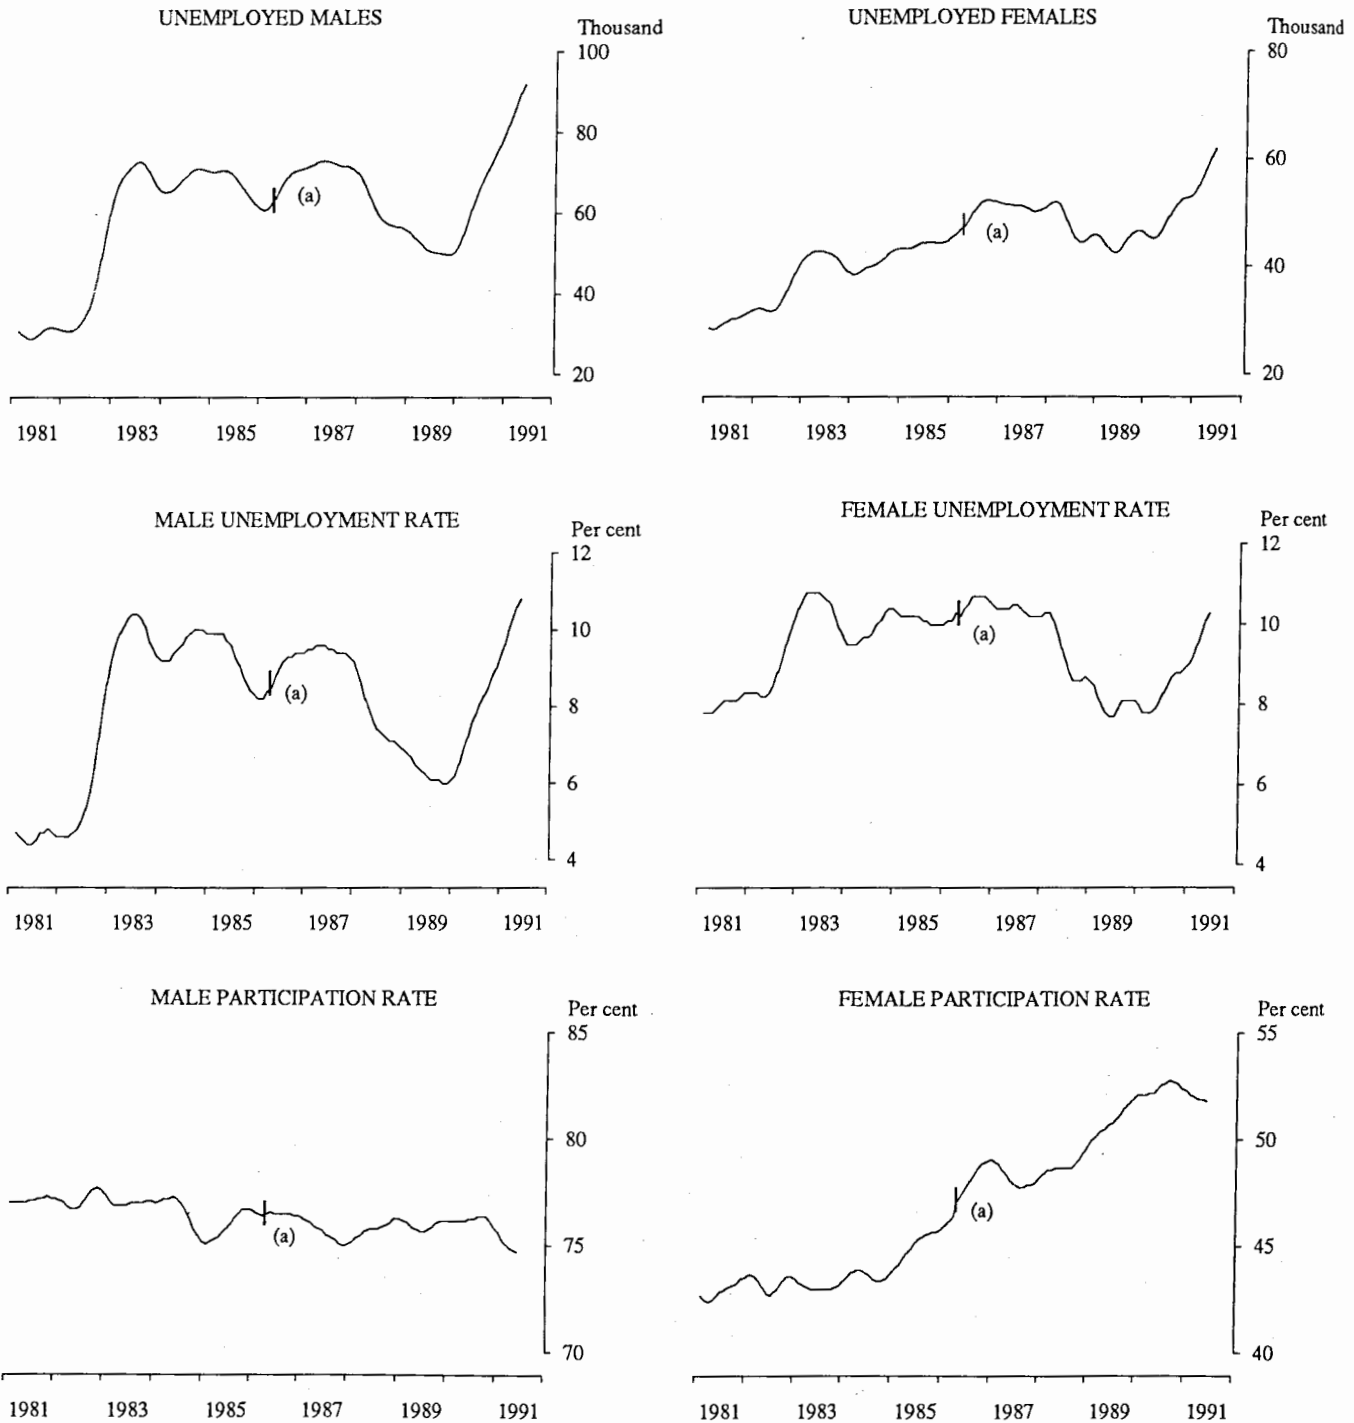 UNEMPLOYED MALES
Thousand
100
80
60
40
20
(a)
1981 1983 1985 1987 1989 1991
UNEMPLOYED FEMALES
Thousand
80
60
40
20
(a)
1981 1983 1985 1987 1989 1991
MALE UNEMPLOYMENT RATE
Per cent
12
10
8
6
4
(a)
1981 1983 1985 1987 1989 1991
FEMALE UNEMPLOYMENT RATE
Per cent
12
10
8
6
4
(a)
1981 1983 1985 1987 1989 1991
MALE PARTICIPATION RATE
Per cent
85
80
75
70
(a)
1981 1983 1985 1987 1989 1991
FEMALE PARTICIPATION RATE
Per cent
55
50
45
40
(a)
1981 1983 1985 1987 1989 1991